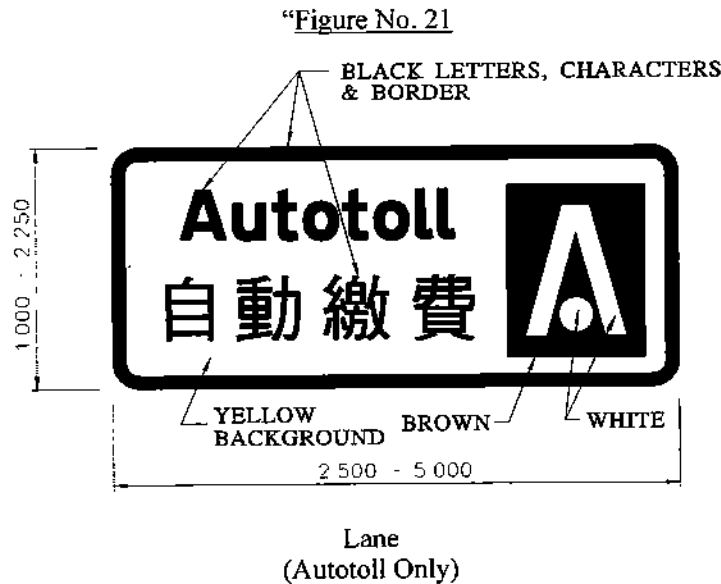 “Figure No. 21
BLACK LETTERS, CHARACTERS
& BORDER
Autotoll
自動繳費
1 000 - 2 250
YELLOW
BACKGROUND
BROWN
WHITE
2 500 - 5 000
Lane
(Autotoll Only)